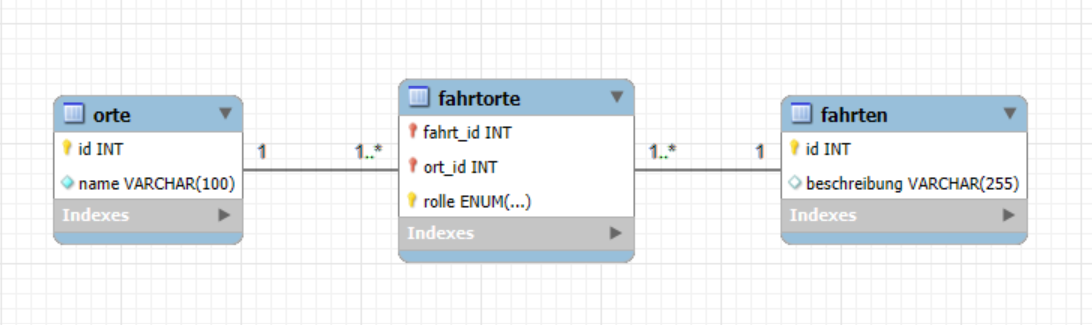 orte
id INT
name VARCHAR(100)
Indexes
1
1..*
fahrtorte
fahrt_id INT
ort_id INT
rolle ENUM(...)
Indexes
1..*
1
fahrten
id INT
beschreibung VARCHAR(255)
Indexes